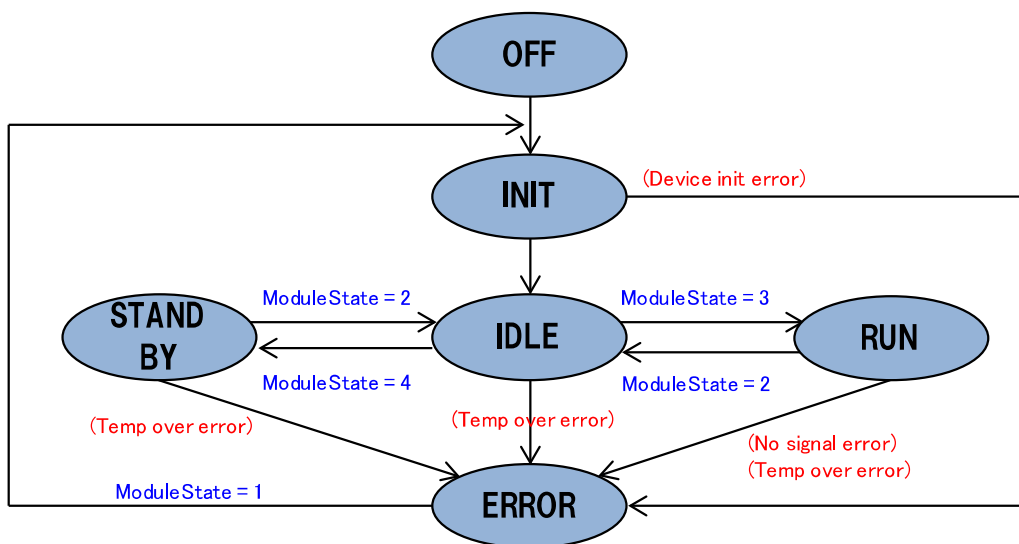 OFF
(Device init error)
INIT
ModuleState = 2
ModuleState = 3
STAND
BY
IDLE
RUN
ModuleState = 4
ModuleState = 2
(Temp over error)
(Temp over error)
(No signal error)
(Temp over error)
ModuleState = 1
ERROR